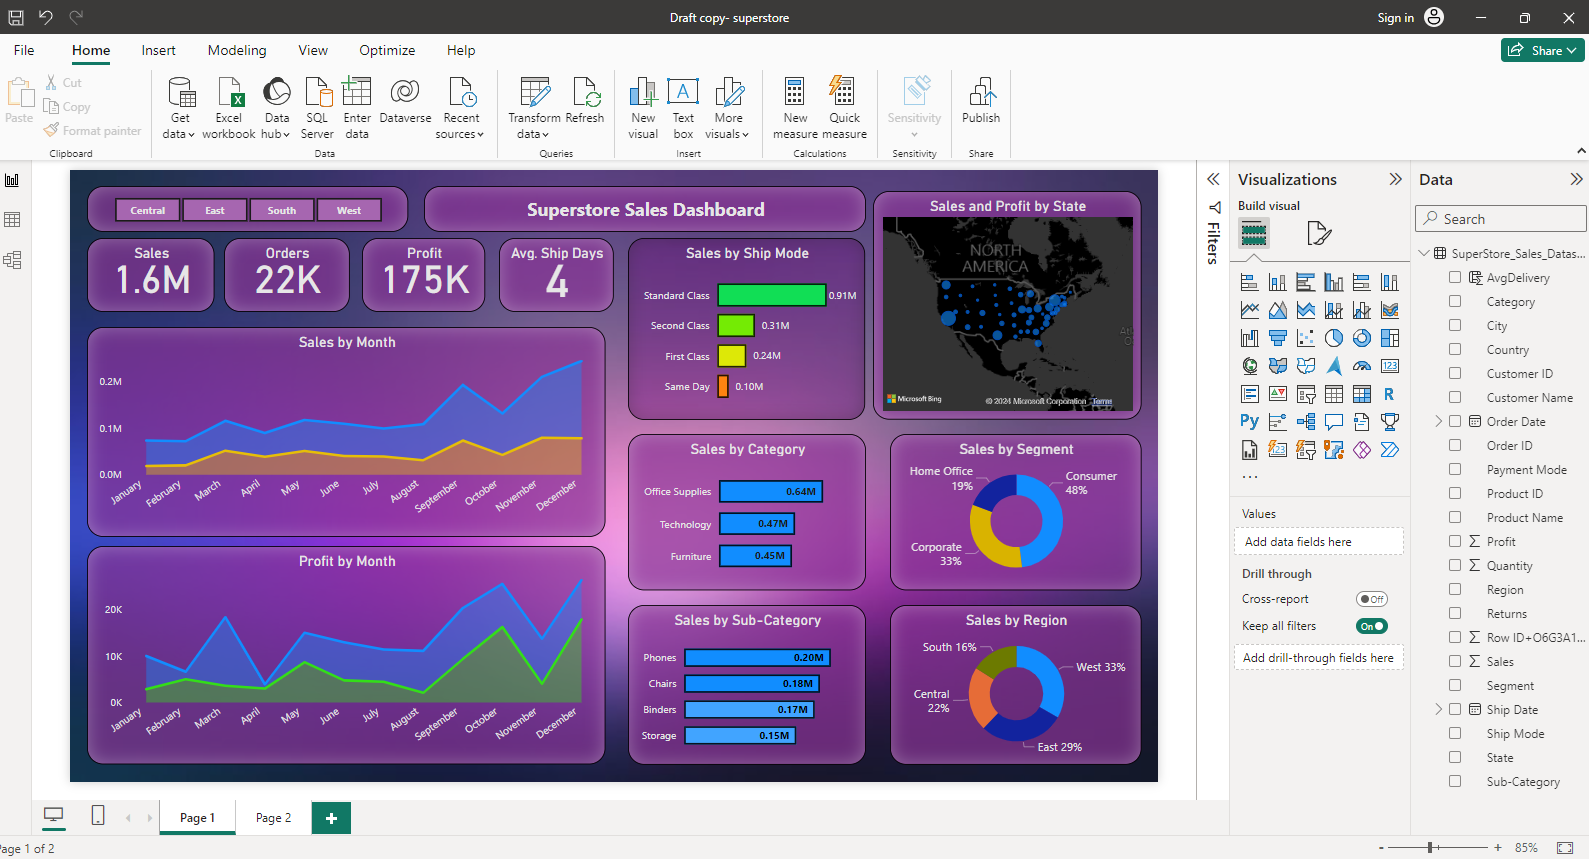 Draft copy- superstore
Sign in
File
Home
Insert
Modeling
View
Optimize
Help
Share
Paste
Cut
Copy
Format painter
Clipboard
Get data
Excel workbook
Data hub
SQL Server
Enter data
Dataverse
Recent sources
Data
Transform data
Refresh
Queries
New visual
A
Text box
More visuals
Insert
New measure
Quick measure
Calculations
Sensitivity
Sensitivity
Publish
Share
Central
East
South
West
Superstore Sales Dashboard
Sales
1.6M
Orders
22K
Profit
175K
Avg. Ship Days
4
Sales by Month
0.2M
0.1M
0.0M
January
February
March
April
May
June
July
August
September
October
November
December
Profit by Month
20K
10K
0K
January
February
March
April
May
June
July
August
September
October
November
December
Sales by Ship Mode
Standard Class
0.91M
Second Class
0.31M
First Class
0.24M
Same Day
0.10M
Sales and Profit by State
NORTH
AMERICA
Microsoft Bing
© 2024 Microsoft Corporation
Terms
Sales by Category
Office Supplies
0.64M
Technology
0.47M
Furniture
0.45M
Sales by Segment
Home Office
19%
Consumer
48%
Corporate
33%
Sales by Sub-Category
Phones
0.20M
Chairs
0.18M
Binders
0.17M
Storage
0.15M
Sales by Region
South 16%
West 33%
Central
22%
East 29%
Filters
Visualizations
Build visual
123
R
Py
123
...
Values
Add data fields here
Drill through
Cross-report
Off
Keep all filters
On
Add drill-through fields here
Data
Search
SuperStore_Sales_Datas...
AvgDelivery
Category
City
Country
Customer ID
Customer Name
Order Date
Order ID
Payment Mode
Product ID
Product Name
Profit
Quantity
Region
Returns
Row ID+O6G3A1...
Sales
Segment
Ship Date
Ship Mode
State
Sub-Category
Page 1
Page 2
+
age 1 of 2
- + 85%